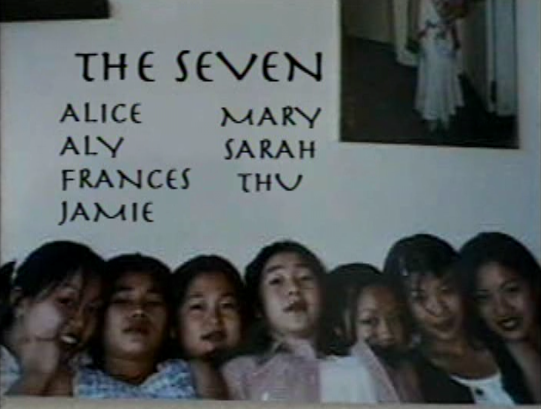 THE SEVEN
ALICE
ALY
FRANCES
JAMIE
MARY
SARAH
THU